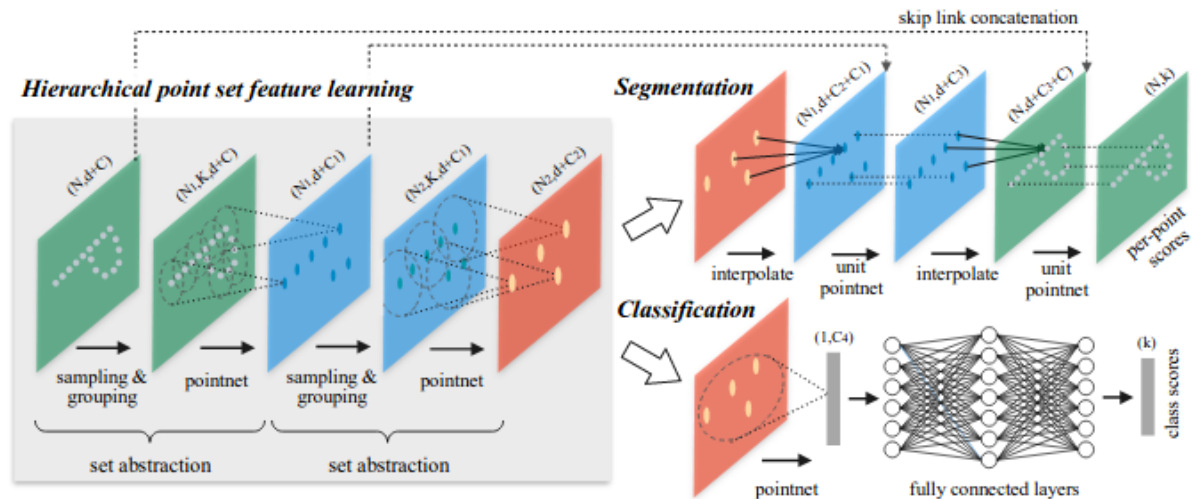 skip link concatenation
Hierarchical point set feature learning
(N,d+C)
(N1,K,d+C)
(N1,d+C1)
(N2,K,d+C1)
(N2,d+C2)
sampling &
grouping
pointnet
sampling &
grouping
pointnet
set abstraction
set abstraction
Segmentation
(N1,d+C2+C1)
(N1,d+C3)
(N,d+C3+C)
(N,k)
interpolate
unit
pointnet
interpolate
unit
pointnet
per-point
scores
Classification
(1,C4)
(k)
class scores
pointnet
fully connected layers